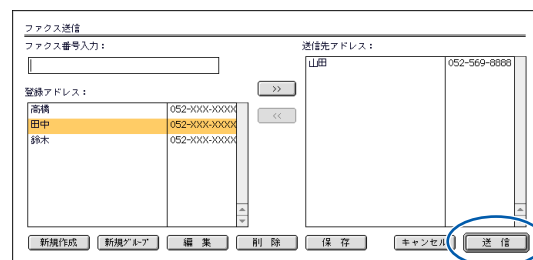 ファクス送信
ファクス番号入力：
送信先アドレス：
山田 052-569-8888
>>
登録アドレス：
<<
高橋 052-XXX-XXXX
田中 052-XXX-XXXX
鈴木 052-XXX-XXXX
新規作成 新規グループ 編 集 削 除 保 存 キャンセル 送 信